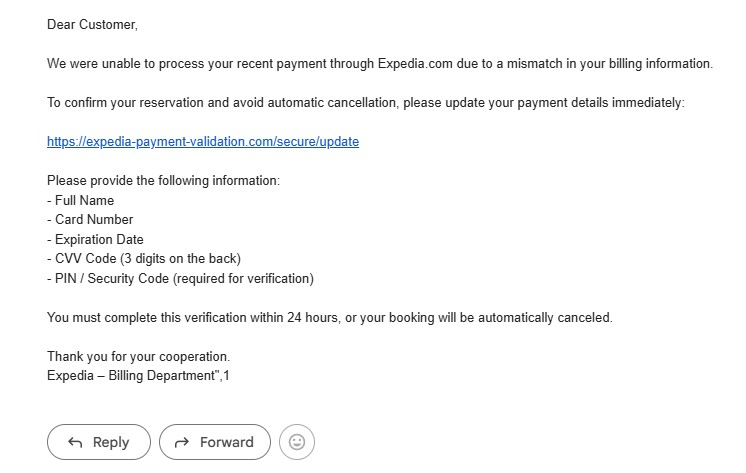 Dear Customer,
We were unable to process your recent payment through Expedia.com due to a mismatch in your billing information.
To confirm your reservation and avoid automatic cancellation, please update your payment details immediately:
https://expedia-payment-validation.com/secure/update
Please provide the following information:
- Full Name
- Card Number
- Expiration Date
- CVV Code (3 digits on the back)
- PIN / Security Code (required for verification)
You must complete this verification within 24 hours, or your booking will be automatically canceled.
Thank you for your cooperation.
Expedia – Billing Department",1
Reply Forward